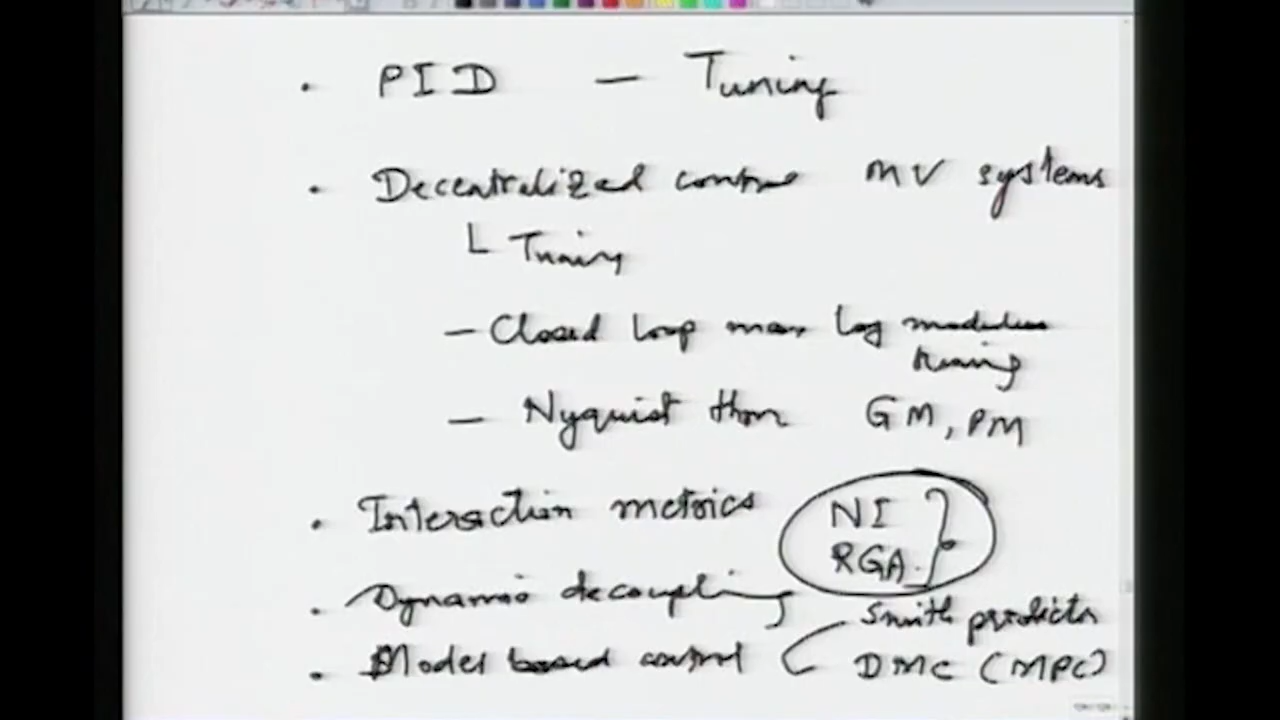 . PID — Tuning
. Decentralized control MV systems
└ Tuning
— Closed loop max log modulus
tuning
— Nyquist thm GM, PM
. Interaction metrics NI
RGA
. Dynamic decoupling
. Model based control Smith predictor
DMC (MPC)